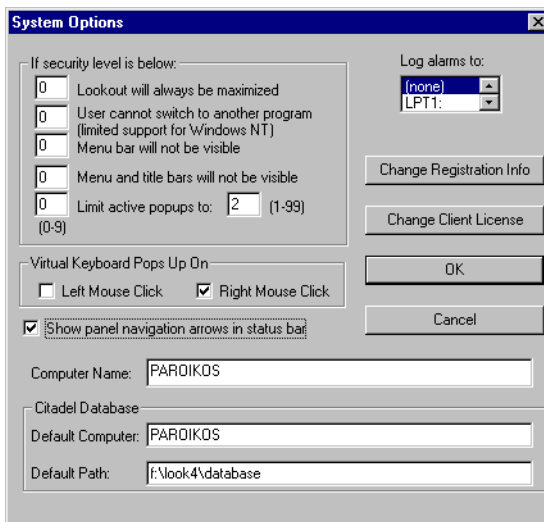 System Options
If security level is below:
0 Lookout will always be maximized
0 User cannot switch to another program
(limited support for Windows NT)
0 Menu bar will not be visible
0 Menu and title bars will not be visible
0 Limit active popups to: 2 (1-99)
(0-9)
Log alarms to:
(none)
LPT1:
Change Registration Info
Change Client License
OK
Cancel
Virtual Keyboard Pops Up On
Left Mouse Click Right Mouse Click
Show panel navigation arrows in status bar
Computer Name: PAROIKOS
Citadel Database
Default Computer: PAROIKOS
Default Path: f:\look4\database